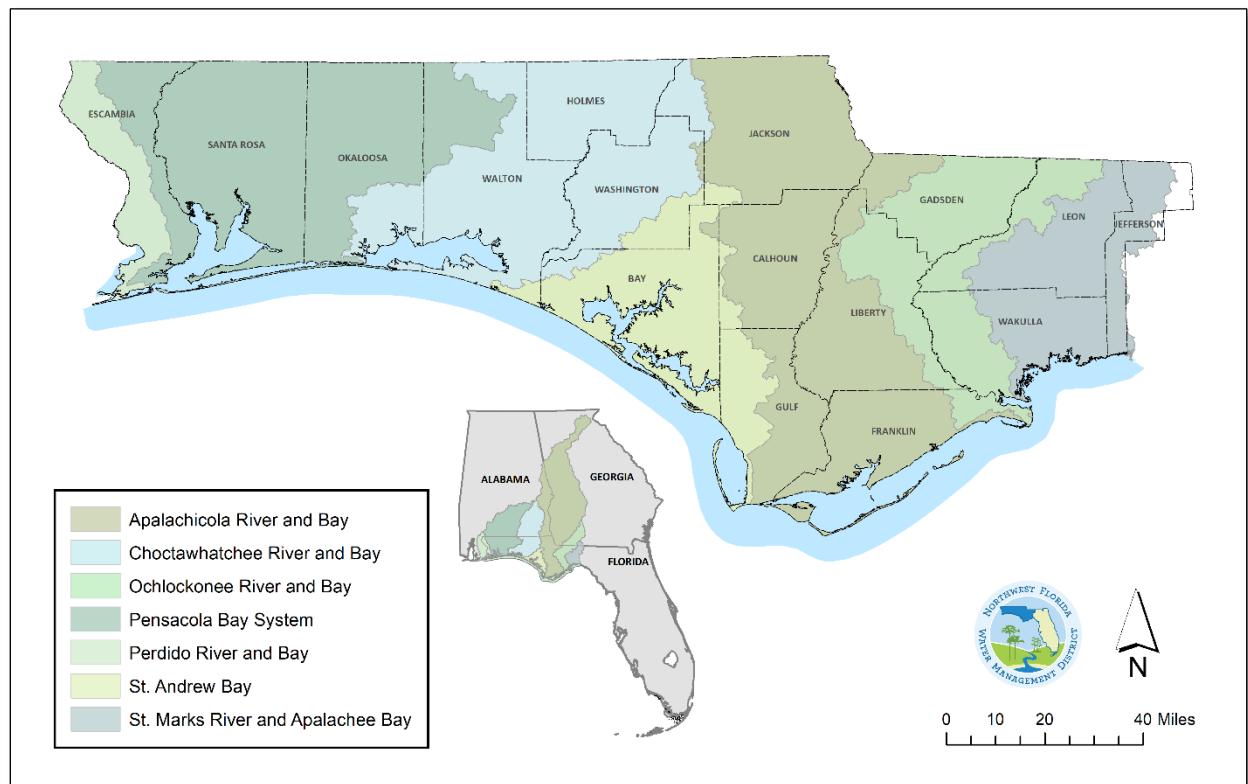 ESCAMBIA
SANTA ROSA
OKALOOSA
WALTON
HOLMES
WASHINGTON
JACKSON
BAY
CALHOUN
GULF
LIBERTY
FRANKLIN
GADSDEN
LEON
JEFFERSON
WAKULLA
ALABAMA
GEORGIA
FLORIDA
Apalachicola River and Bay
Choctawhatchee River and Bay
Ochlockonee River and Bay
Pensacola Bay System
Perdido River and Bay
St. Andrew Bay
St. Marks River and Apalachee Bay
NORTHWEST FLORIDA
WATER MANAGEMENT DISTRICT
N
0 10 20 40 Miles